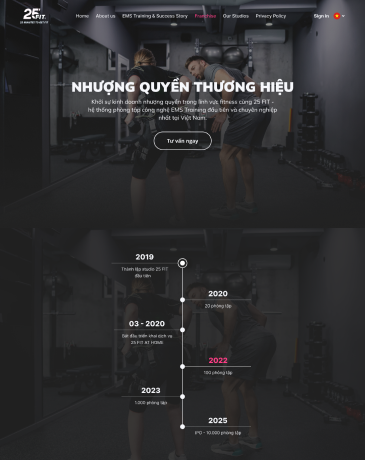 25 FIT
20 MINUTES TO GET FIT
Home About us EMS Training & Success Story Franchise Our Studios Privacy Policy Sign in
NHƯỢNG QUYỀN THƯƠNG HIỆU
Khởi sự kinh doanh nhượng quyền trong lĩnh vực fitness cùng 25 FIT -
hệ thống phòng tập công nghệ EMS Training đầu tiên và chuyên nghiệp
nhất tại Việt Nam.
Tư vấn ngay
2019
Thành lập studio 25 FIT
đầu tiên
2020
20 phòng tập
03 - 2020
Bắt đầu triển khai dịch vụ
25 FIT AT HOME
2022
100 phòng tập
2023
1.000 phòng tập
2025
IPO - 10.000 phòng tập